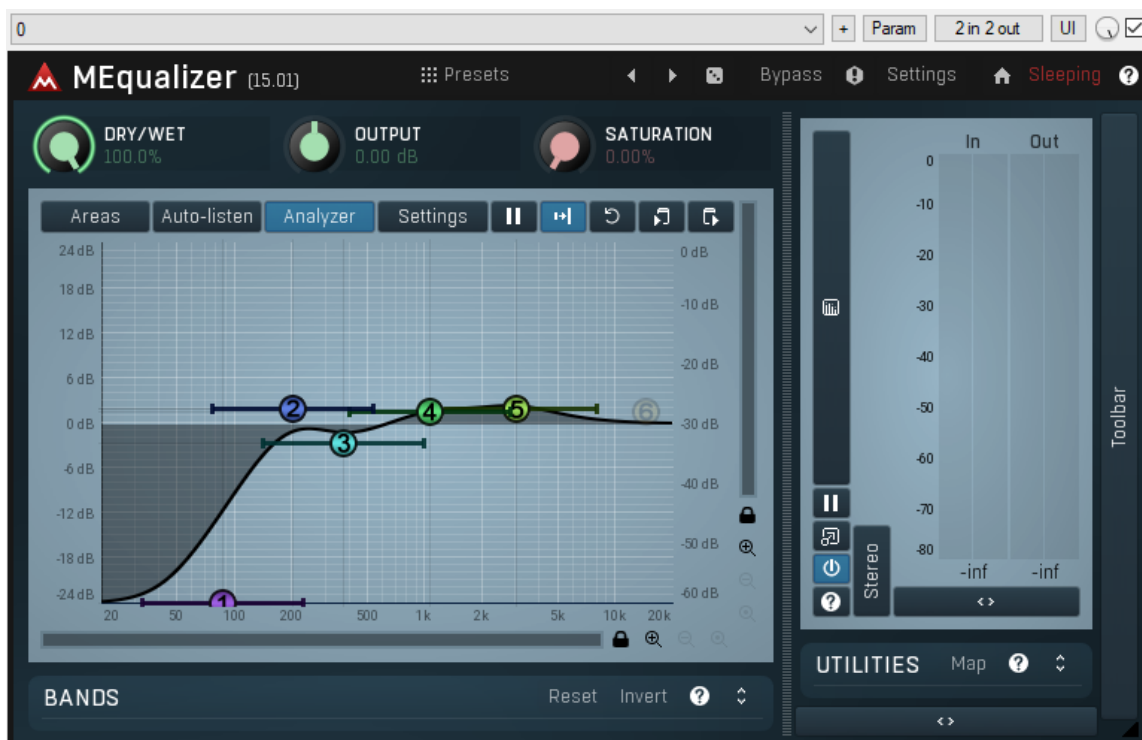 0 + Param 2 in 2 out UI
MEqualizer (15.01) Presets Bypass Settings Sleeping ?
DRY/WET
100.0%
OUTPUT
0.00 dB
SATURATION
0.00%
Areas Auto-listen Analyzer Settings
24 dB
18 dB
12 dB
6 dB
0 dB
-6 dB
-12 dB
-18 dB
-24 dB
1
2
3
4
5
6
0 dB
-10 dB
-20 dB
-30 dB
-40 dB
-50 dB
-60 dB
20 50 100 200 500 1k 2k 5k 10k 20k
BANDS Reset Invert ?
In Out
0
-10
-20
-30
-40
-50
-60
-70
-80
-inf -inf
?
Stereo
<>
UTILITIES Map ?
<>
Toolbar